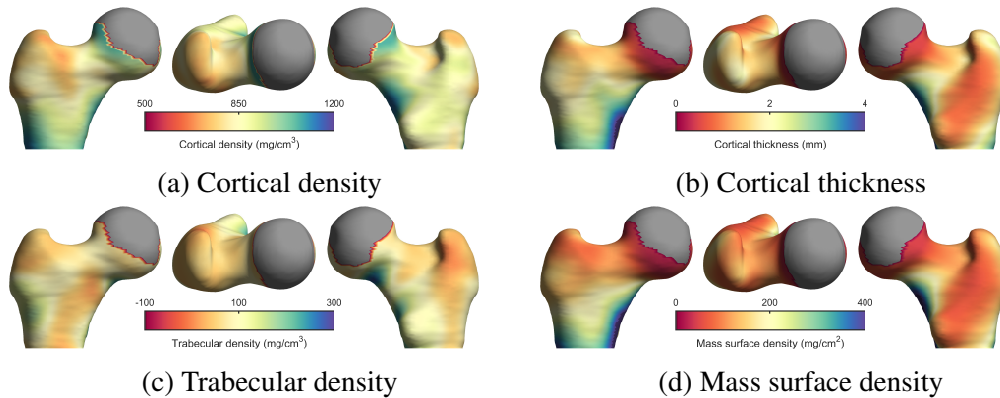 500 850 1200
Cortical density (mg/cm³)
0 2 4
Cortical thickness (mm)
(a) Cortical density
(b) Cortical thickness
-100 100 300
Trabecular density (mg/cm³)
0 200 400
Mass surface density (mg/cm²)
(c) Trabecular density
(d) Mass surface density